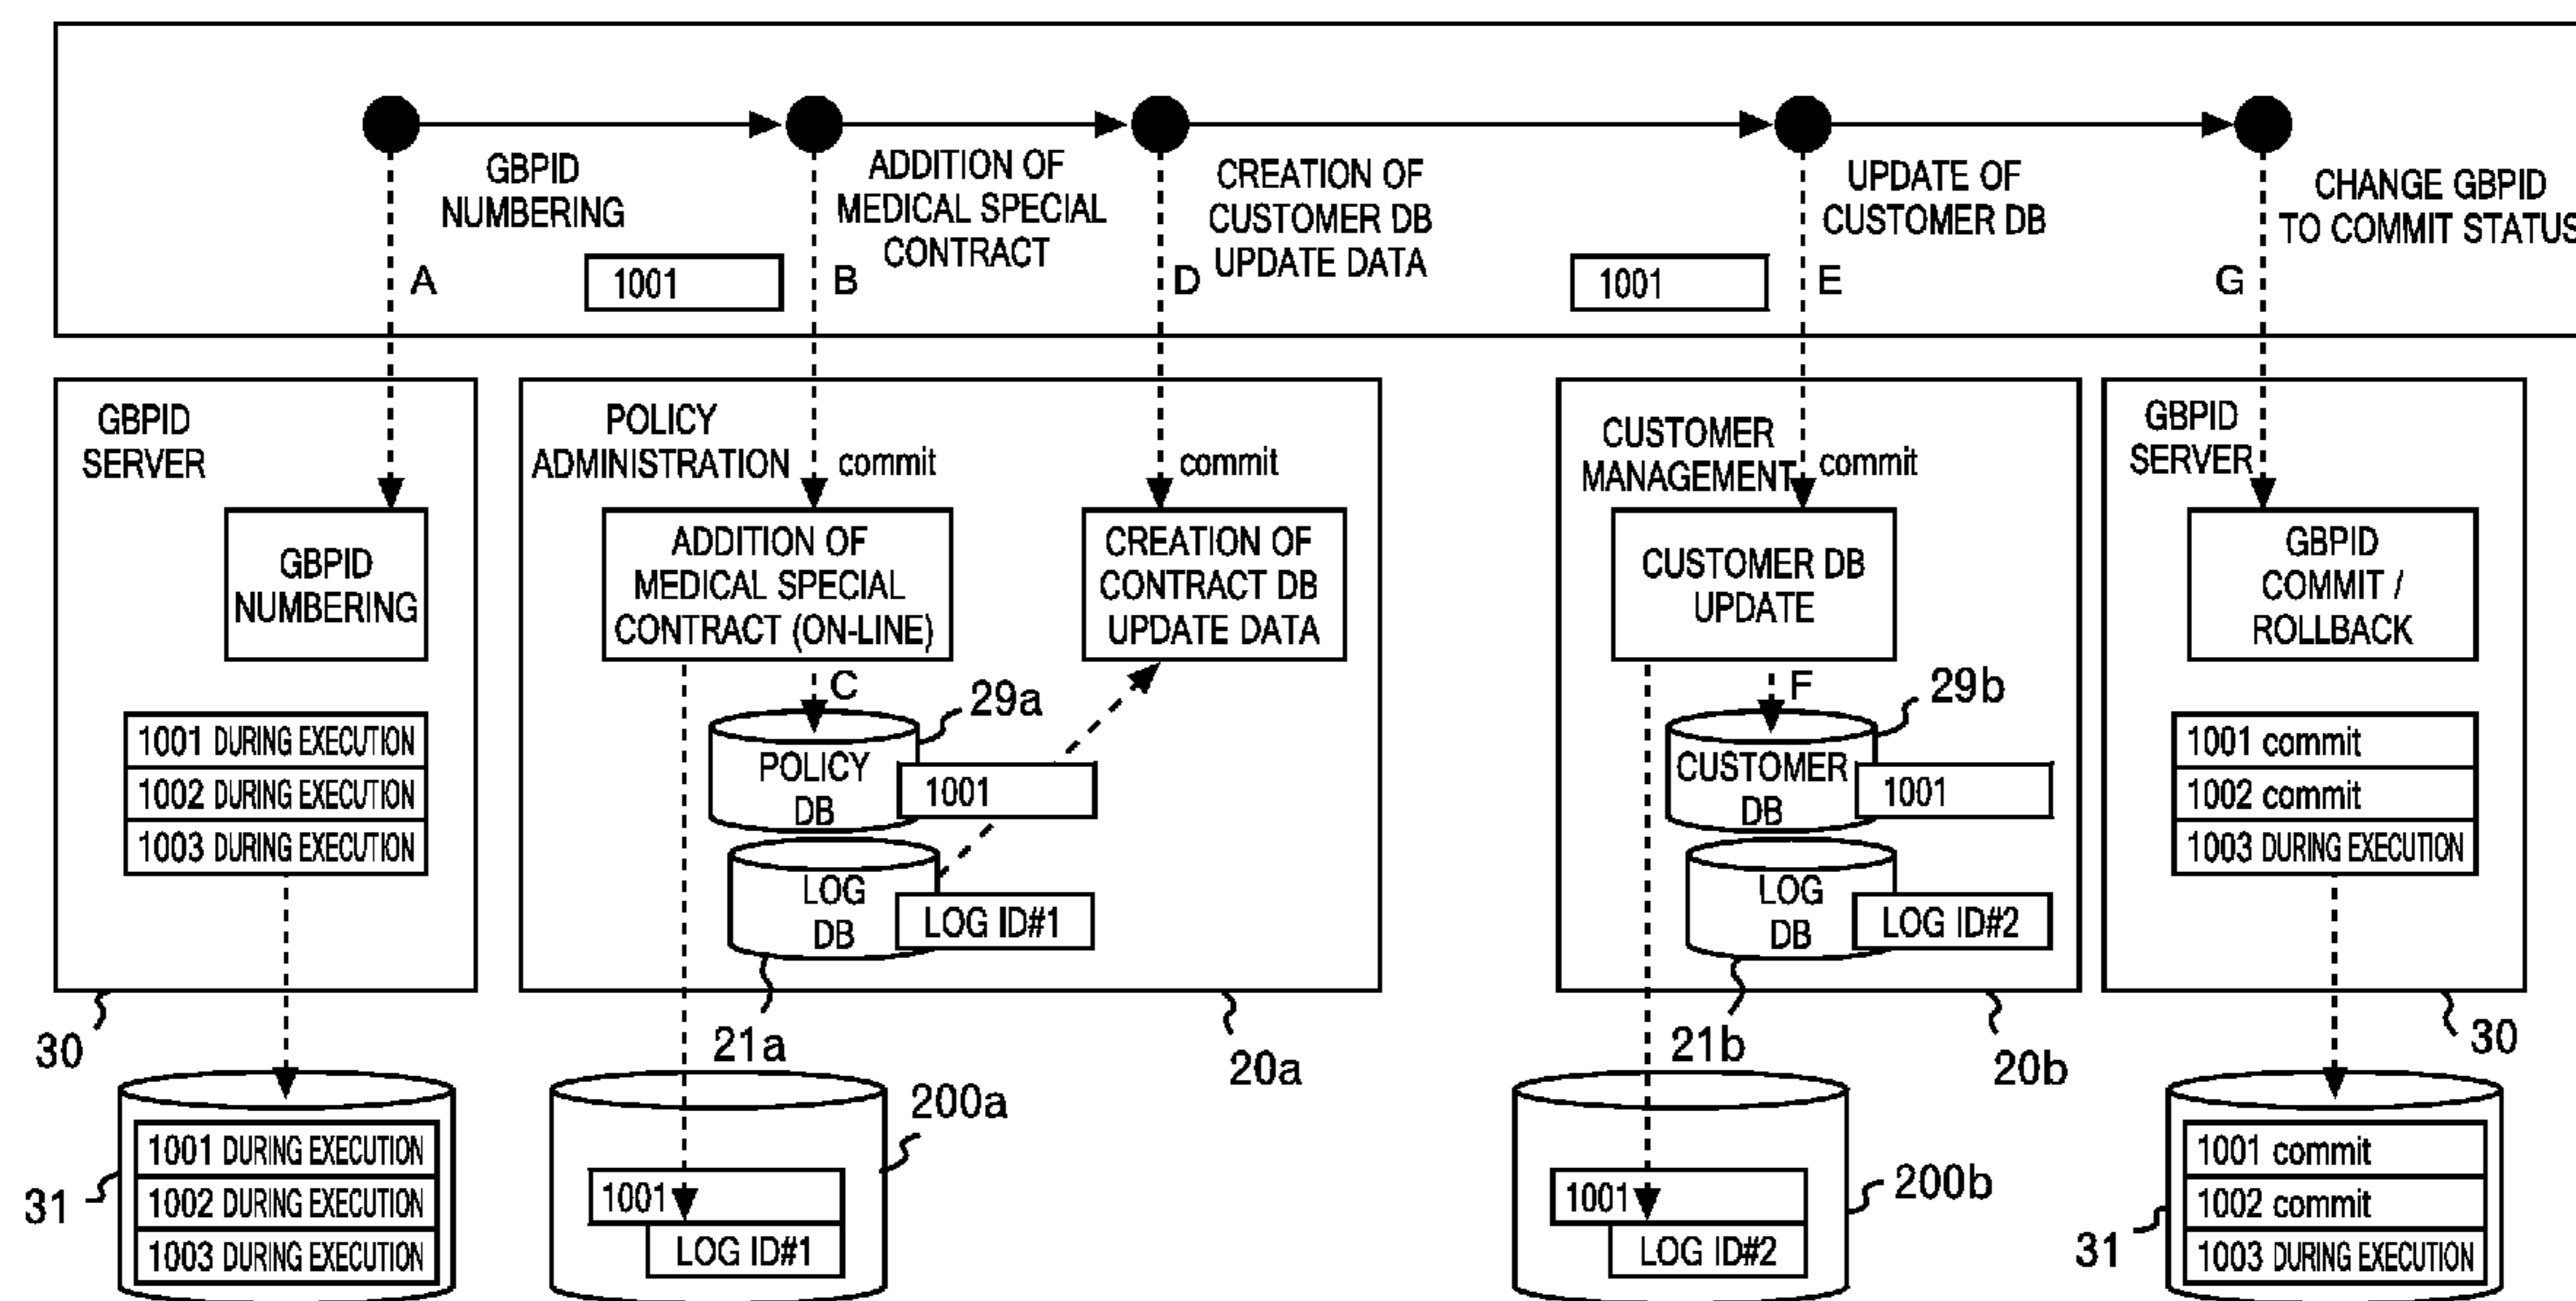 GBPID
NUMBERING
ADDITION OF
MEDICAL SPECIAL
CONTRACT
CREATION OF
CUSTOMER DB
UPDATE DATA
UPDATE OF
CUSTOMER DB
CHANGE GBPID
TO COMMIT STATUS
A
1001
B
D
1001
E
G
GBPID
SERVER
GBPID
NUMBERING
1001 DURING EXECUTION
1002 DURING EXECUTION
1003 DURING EXECUTION
30
31
1001 DURING EXECUTION
1002 DURING EXECUTION
1003 DURING EXECUTION
POLICY
ADMINISTRATION
commit
commit
ADDITION OF
MEDICAL SPECIAL
CONTRACT (ON-LINE)
CREATION OF
CONTRACT DB
UPDATE DATA
C
29a
POLICY
DB
1001
LOG
DB
LOG ID#1
21a
20a
200a
1001
LOG ID#1
CUSTOMER
MANAGEMENT
commit
CUSTOMER DB
UPDATE
F
29b
CUSTOMER
DB
1001
LOG
DB
LOG ID#2
21b
20b
200b
1001
LOG ID#2
GBPID
SERVER
GBPID
COMMIT /
ROLLBACK
1001 commit
1002 commit
1003 DURING EXECUTION
30
31
1001 commit
1002 commit
1003 DURING EXECUTION